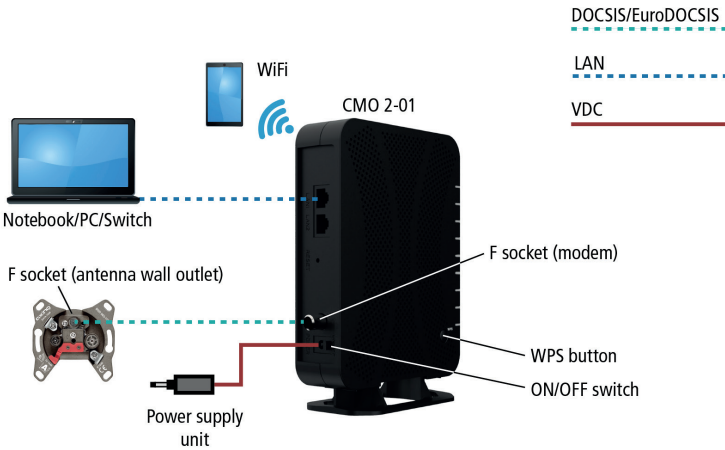 DOCSIS/EuroDOCSIS
WiFi
LAN
CMO 2-01
VDC
Notebook/PC/Switch
F socket (modem)
F socket (antenna wall outlet)
WPS button
ON/OFF switch
Power supply
unit